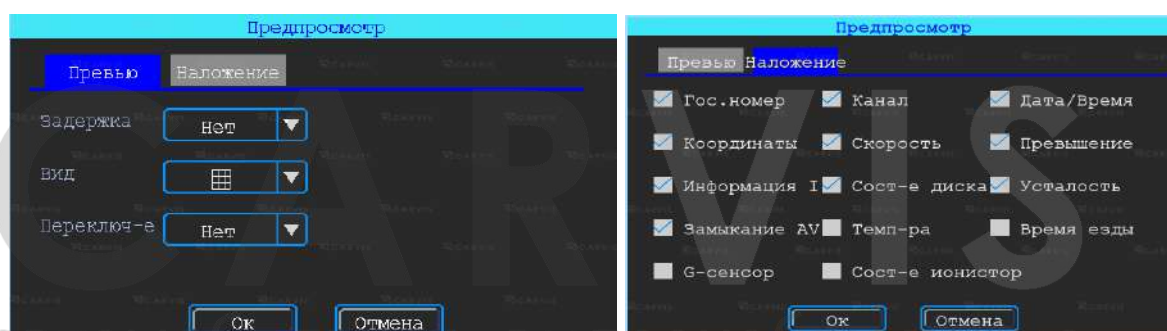 Предпросмотр
Превью Наложение
Задержка Нет
Вид
Переключ-е Нет
Ок Отмена
Предпросмотр
Превью Наложение
Гос.номер Канал Дата/Время
Координаты Скорость Превышение
Информация I Сост-е диска Усталость
Замыкание AV Темп-ра Время езды
G-сенсор Сост-е ионистор
Ок Отмена
CARVIS